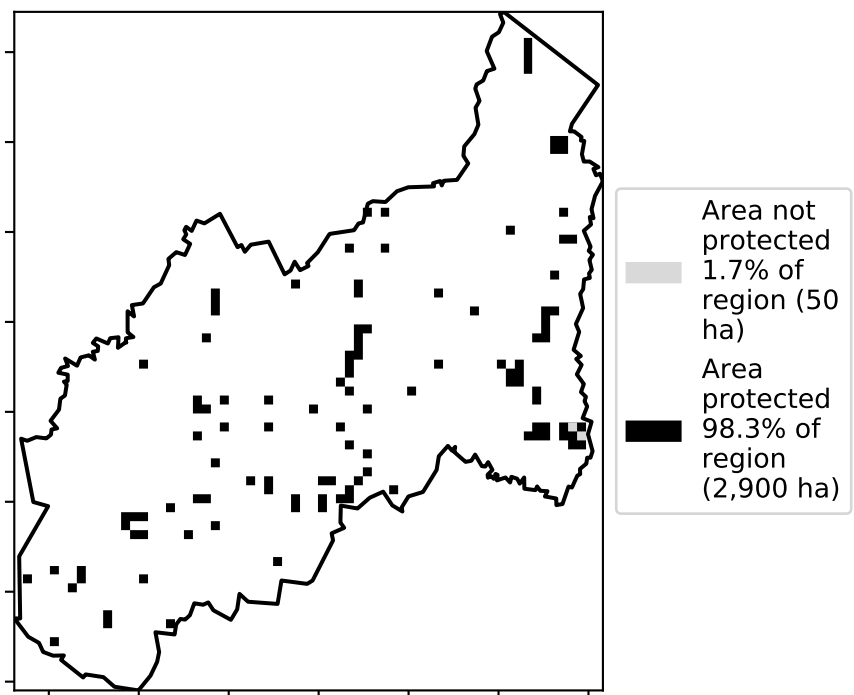 Area not
protected
1.7% of
region (50
ha)
Area
protected
98.3% of
region
(2,900 ha)